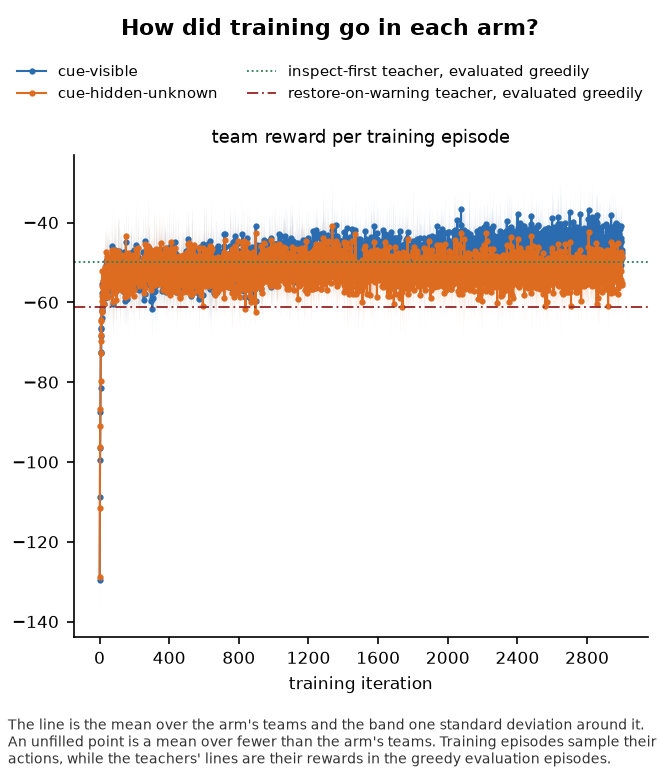 How did training go in each arm?
cue-visible
cue-hidden-unknown
inspect-first teacher, evaluated greedily
restore-on-warning teacher, evaluated greedily
team reward per training episode
−40
−60
−80
−100
−120
−140
0 400 800 1200 1600 2000 2400 2800
training iteration
The line is the mean over the arm's teams and the band one standard deviation around it.
An unfilled point is a mean over fewer than the arm's teams. Training episodes sample their
actions, while the teachers' lines are their rewards in the greedy evaluation episodes.